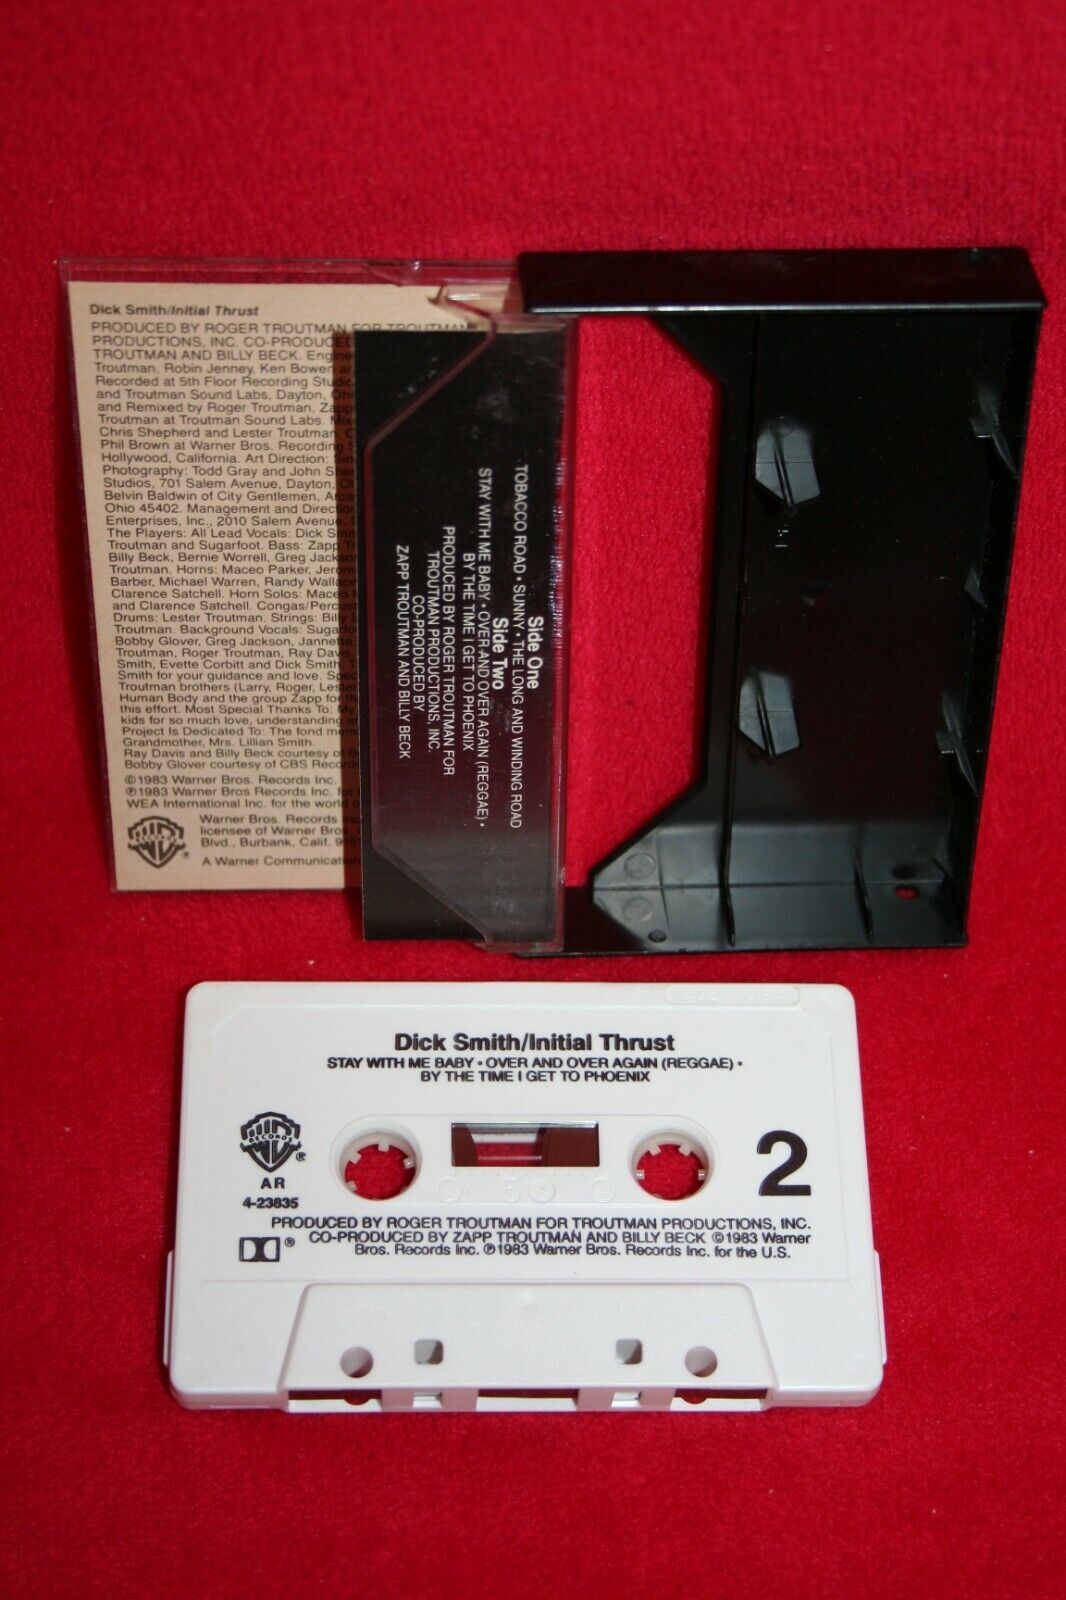 Dick Smith/Initial Thrust
PRODUCED BY ROGER TROUTMAN FOR TROUTMAN
PRODUCTIONS, INC. CO-PRODUCED
TROUTMAN AND BILLY BECK.
Troutman, Robin Jenney, Ken Bowen
Recorded at 5th Floor Recording
and Troutman Sound Labs, Dayton,
and Remixed by Roger Troutman,
Troutman at Troutman Sound Labs.
Chris Shepherd and Lester Troutman.
Phil Brown at Warner Bros. Recording
Hollywood, California. Art Direction:
Photography: Todd Gray and John
Studios, 701 Salem Avenue, Dayton,
Belvin Baldwin of City Gentlemen,
Ohio 45402. Management and
Enterprises, Inc., 2010 Salem Avenue,
The Players: All Lead Vocals: Dick
Troutman and Sugarfoot. Bass: Zapp
Billy Beck, Bernie Worrell, Greg
Troutman. Horns: Maceo Parker,
Barber, Michael Warren, Randy
Clarence Satchell. Horn Solos: Maceo
and Clarence Satchell.
Drums: Lester Troutman. Strings: Billy
Troutman. Background Vocals:
Bobby Glover, Greg Jackson,
Troutman, Roger Troutman, Ray
Smith, Evette Corbitt and Dick Smith.
Smith for your guidance and love.
Troutman brothers (Larry, Roger,
Human Body and the group Zapp for
this effort. Most Special Thanks To: My
kids for so much love, understanding
Project Is Dedicated To: The fond
Grandmother, Mrs. Lillian Smith.
Ray Davis and Billy Beck courtesy of
Bobby Glover courtesy of CBS
©1983 Warner Bros. Records Inc.
℗1983 Warner Bros Records Inc. for
WEA International Inc. for the world
RECORDS ®
Warner Bros. Records
licensee of Warner Bros.
Blvd., Burbank, Calif.
A Warner
Side One
TOBACCO ROAD • SUNNY • THE LONG AND WINDING ROAD
Side Two
STAY WITH ME BABY • OVER AND OVER AGAIN (REGGAE) •
BY THE TIME I GET TO PHOENIX
PRODUCED BY ROGER TROUTMAN FOR
TROUTMAN PRODUCTIONS, INC.
CO-PRODUCED BY
ZAPP TROUTMAN AND BILLY BECK
Dick Smith/Initial Thrust
STAY WITH ME BABY • OVER AND OVER AGAIN (REGGAE) •
BY THE TIME I GET TO PHOENIX
RECORDS ®
AR
4-23835
5
2
PRODUCED BY ROGER TROUTMAN FOR TROUTMAN PRODUCTIONS, INC.
CO-PRODUCED BY ZAPP TROUTMAN AND BILLY BECK ©1983 Warner
Bros. Records Inc. ℗1983 Warner Bros. Records Inc. for the U.S.
®